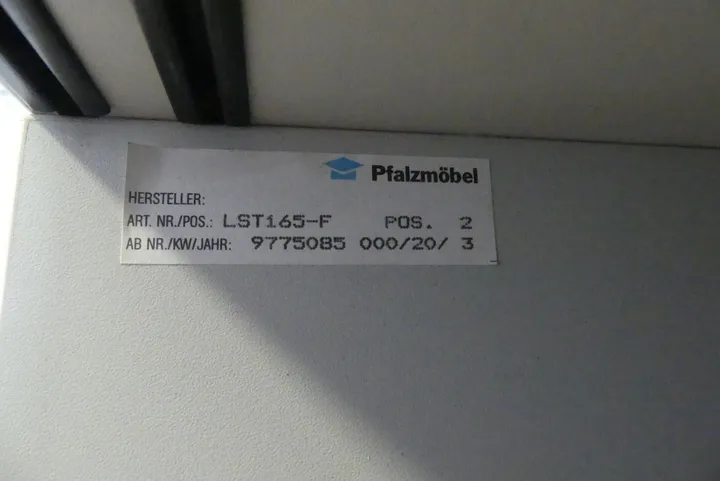 Pfalzmöbel
HERSTELLER:
ART. NR./POS.: LST165-F POS. 2
AB NR./KW/JAHR: 9775085 000/20/ 3